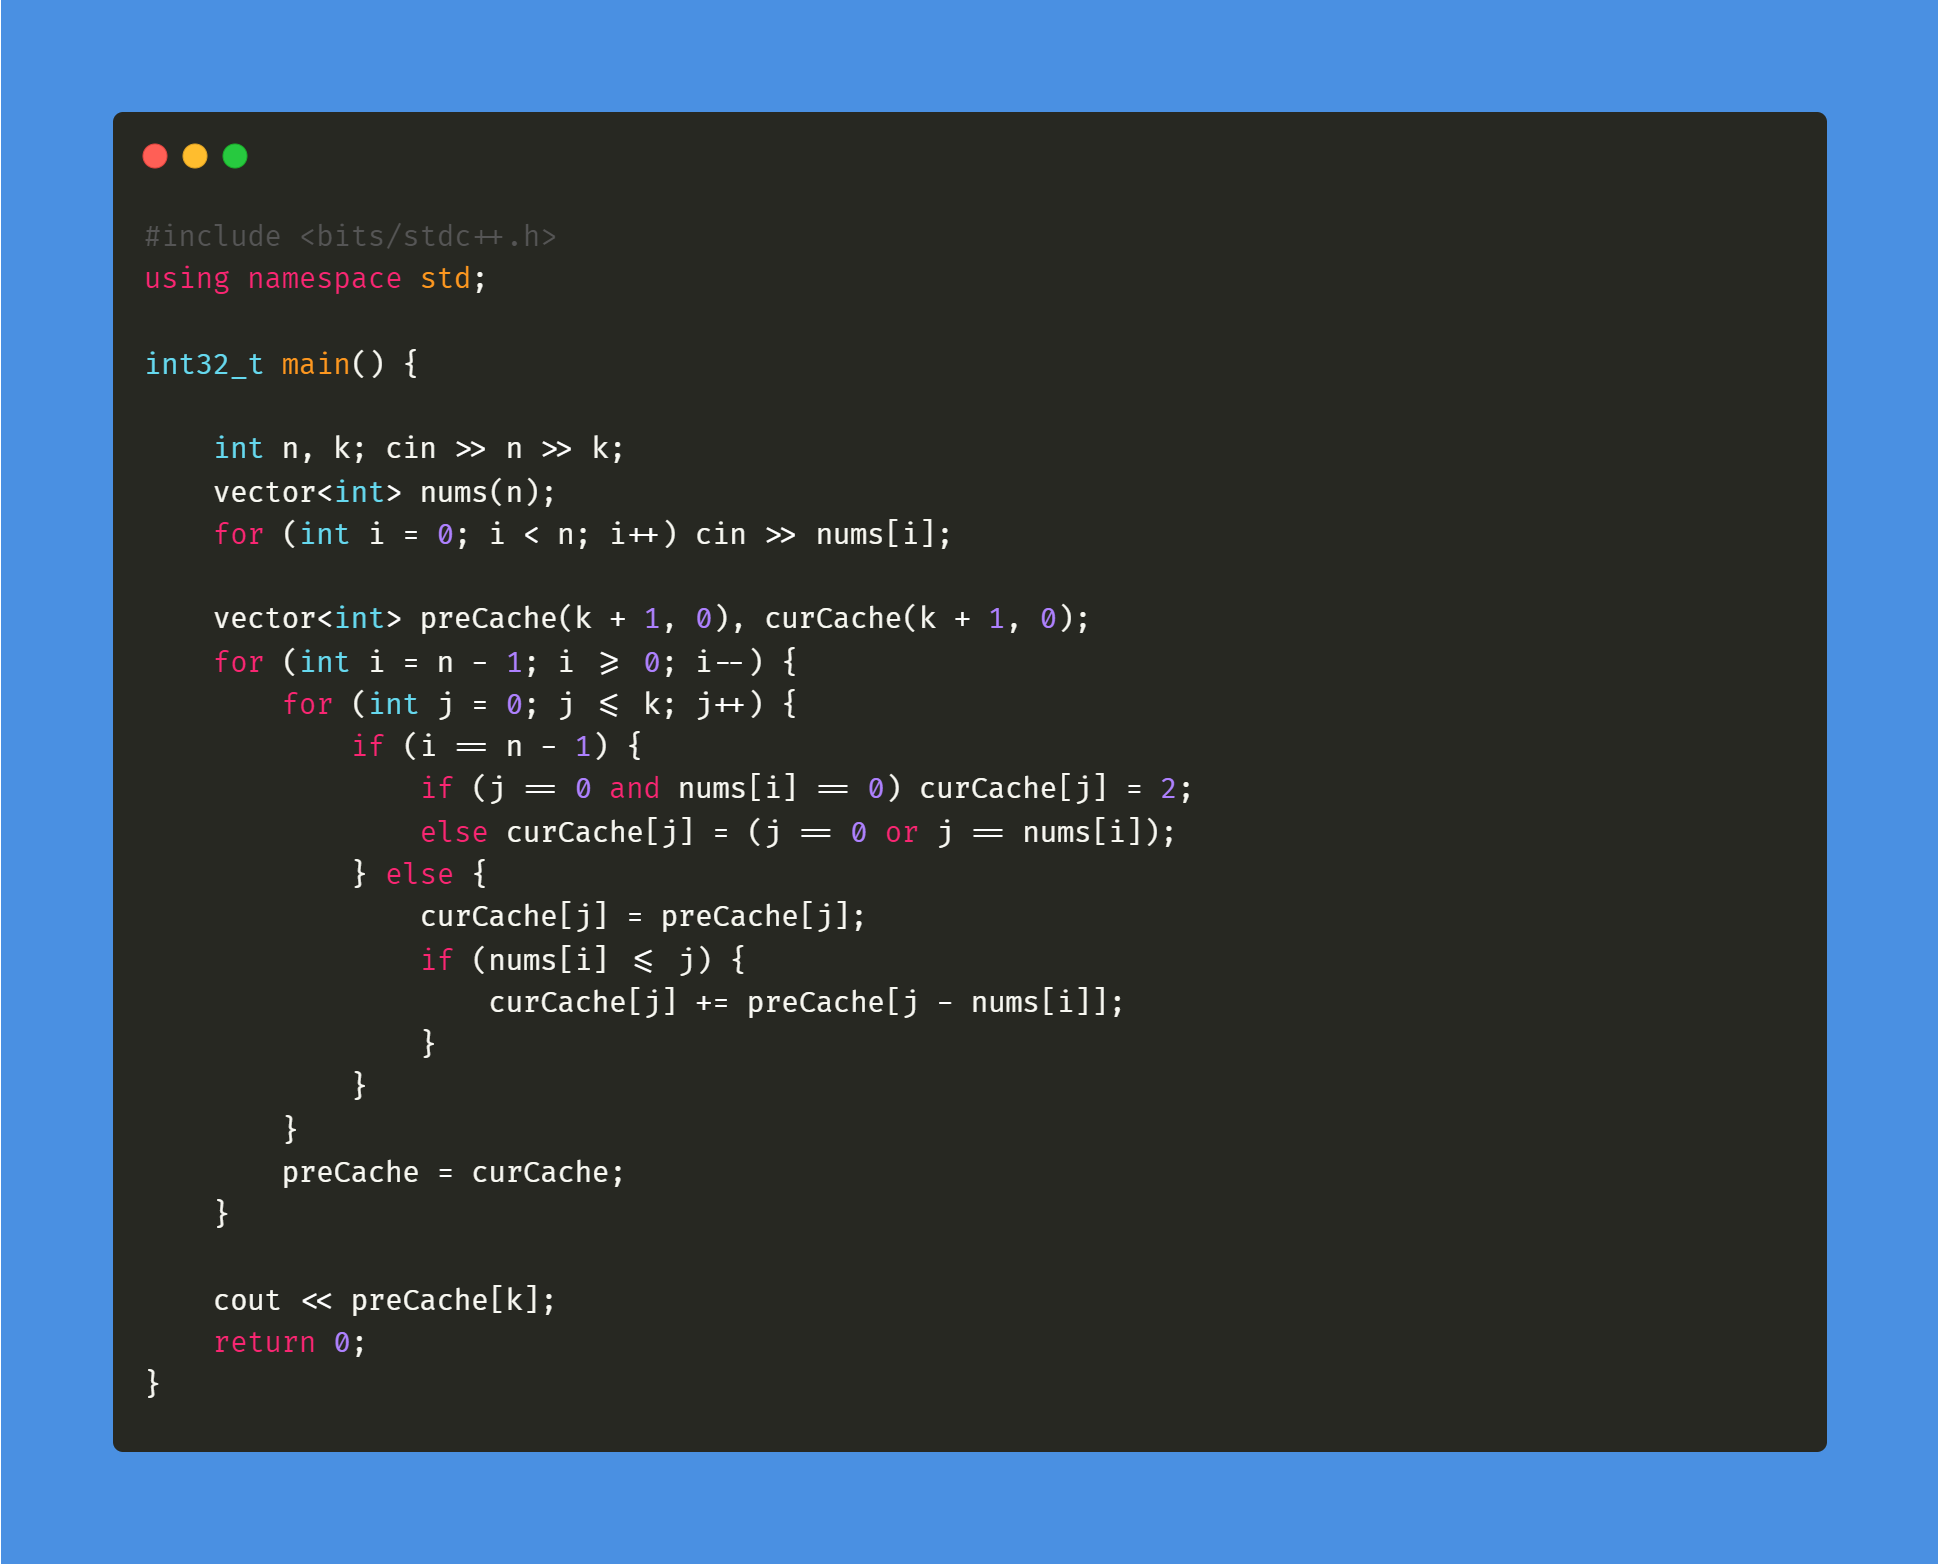 #include <bits/stdc++.h>
using namespace std;

int32_t main() {

    int n, k; cin >> n >> k;
    vector<int> nums(n);
    for (int i = 0; i < n; i++) cin >> nums[i];

    vector<int> preCache(k + 1, 0), curCache(k + 1, 0);
    for (int i = n - 1; i >= 0; i--) {
        for (int j = 0; j <= k; j++) {
            if (i == n - 1) {
                if (j == 0 and nums[i] == 0) curCache[j] = 2;
                else curCache[j] = (j == 0 or j == nums[i]);
            } else {
                curCache[j] = preCache[j];
                if (nums[i] <= j) {
                    curCache[j] += preCache[j - nums[i]];
                }
            }
        }
        preCache = curCache;
    }

    cout << preCache[k];
    return 0;
}